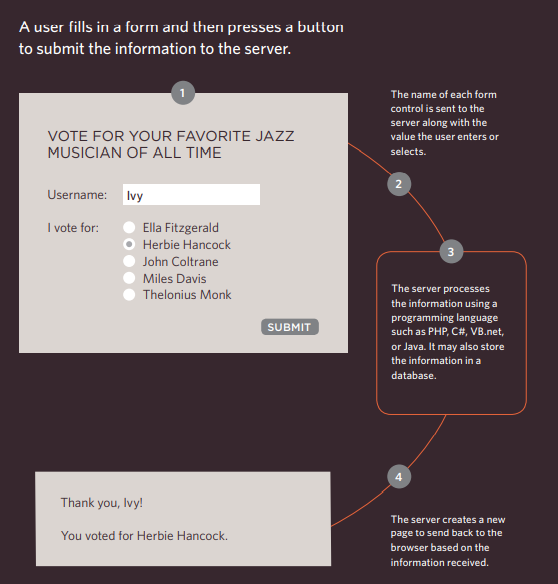 A user fills in a form and then presses a button
to submit the information to the server.
1
VOTE FOR YOUR FAVORITE JAZZ
MUSICIAN OF ALL TIME
Username: Ivy
I vote for: Ella Fitzgerald
Herbie Hancock
John Coltrane
Miles Davis
Thelonius Monk
SUBMIT
The name of each form
control is sent to the
server along with the
value the user enters or
selects.
2
3
The server processes
the information using a
programming language
such as PHP, C#, VB.net,
or Java. It may also store
the information in a
database.
4
The server creates a new
page to send back to the
browser based on the
information received.
Thank you, Ivy!
You voted for Herbie Hancock.